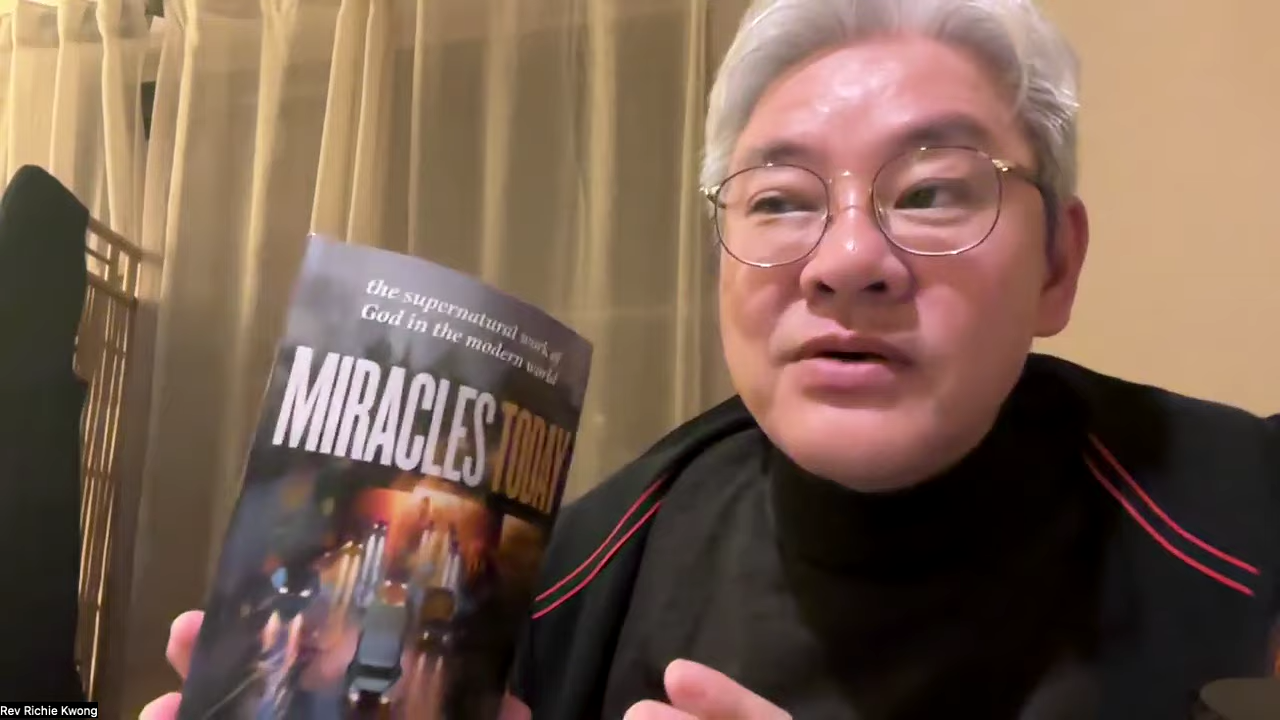 the supernatural work of
God in the modern world
MIRACLES TODAY
Rev Richie Kwong